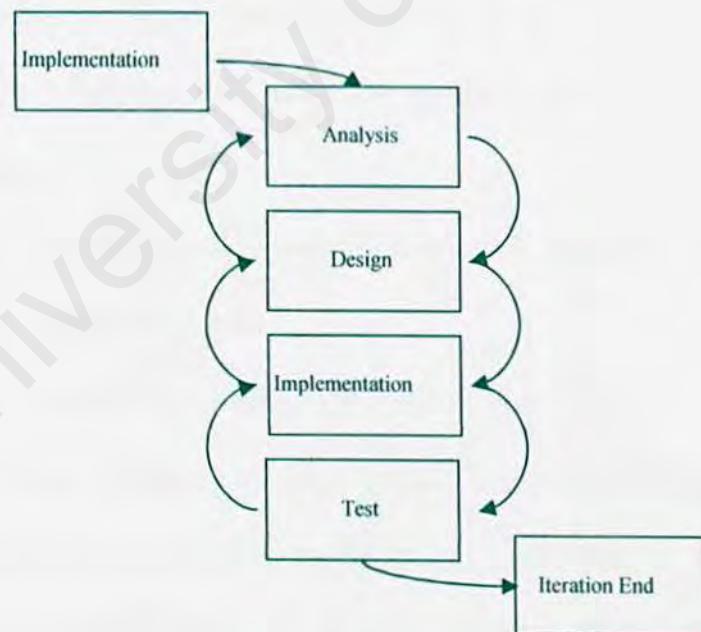 Implementation
Analysis
Design
Implementation
Test
Iteration End